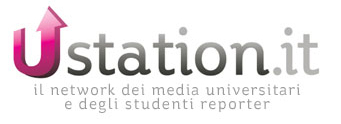 Ustation.it
il network dei media universitari
e degli studenti reporter